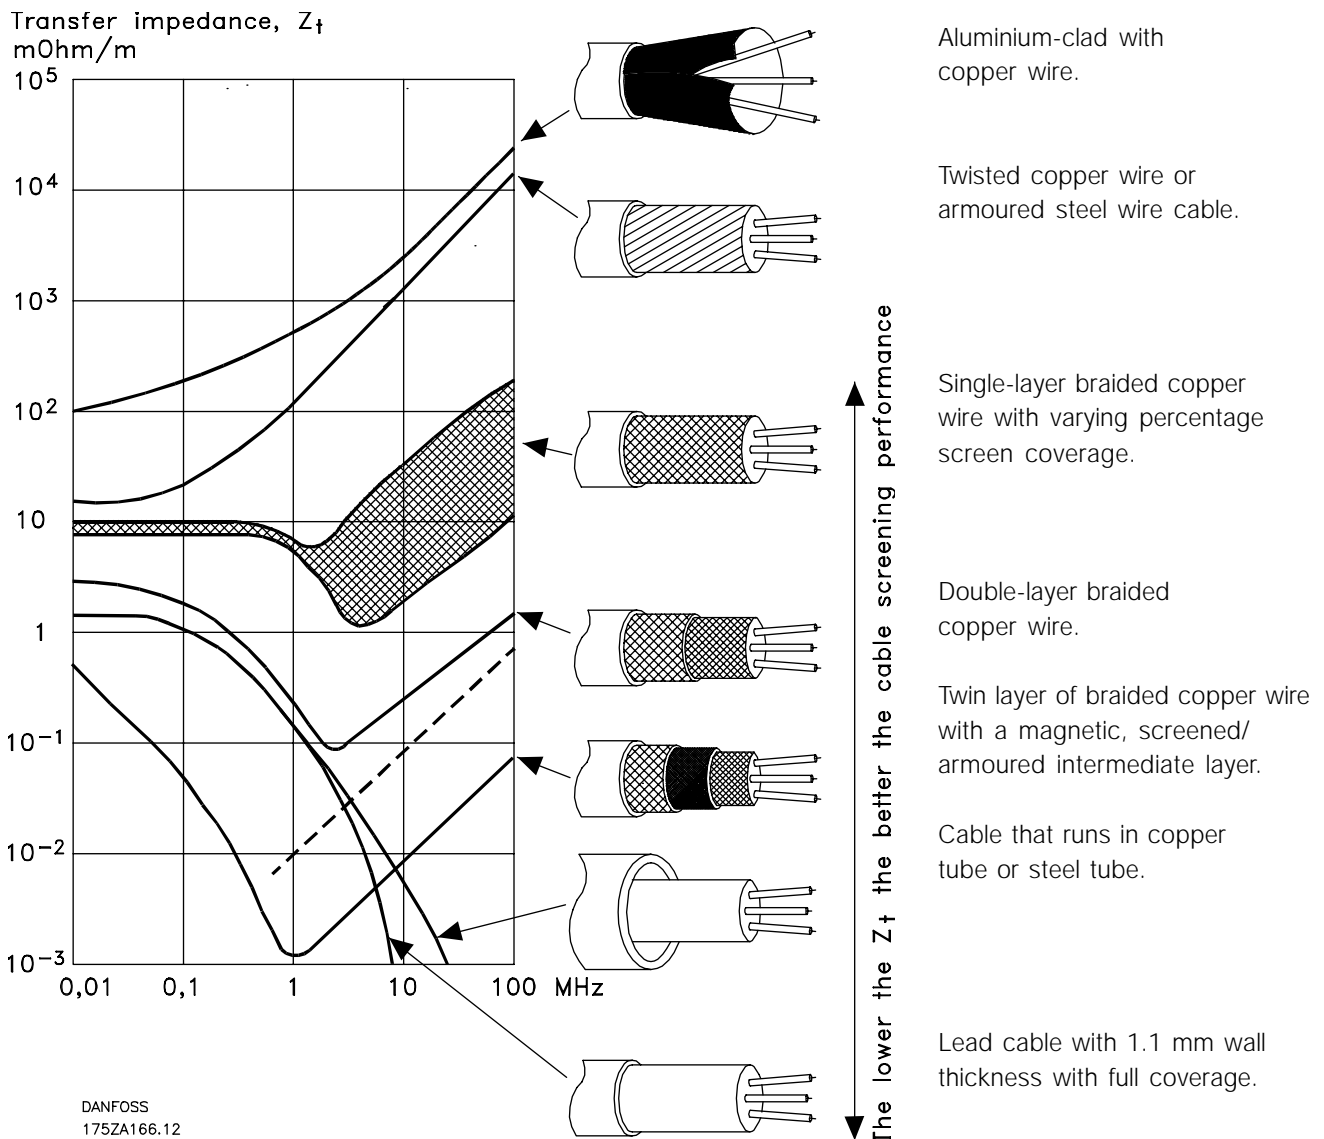 Transfer impedance, Zt
mOhm/m
10⁵
10⁴
10³
10²
10
1
10⁻¹
10⁻²
10⁻³
0,01 0,1 1 10 100 MHz
DANFOSS
175ZA166.12
The lower the Zt the better the cable screening performance
Aluminium-clad with
copper wire.
Twisted copper wire or
armoured steel wire cable.
Single-layer braided copper
wire with varying percentage
screen coverage.
Double-layer braided
copper wire.
Twin layer of braided copper wire
with a magnetic, screened/
armoured intermediate layer.
Cable that runs in copper
tube or steel tube.
Lead cable with 1.1 mm wall
thickness with full coverage.